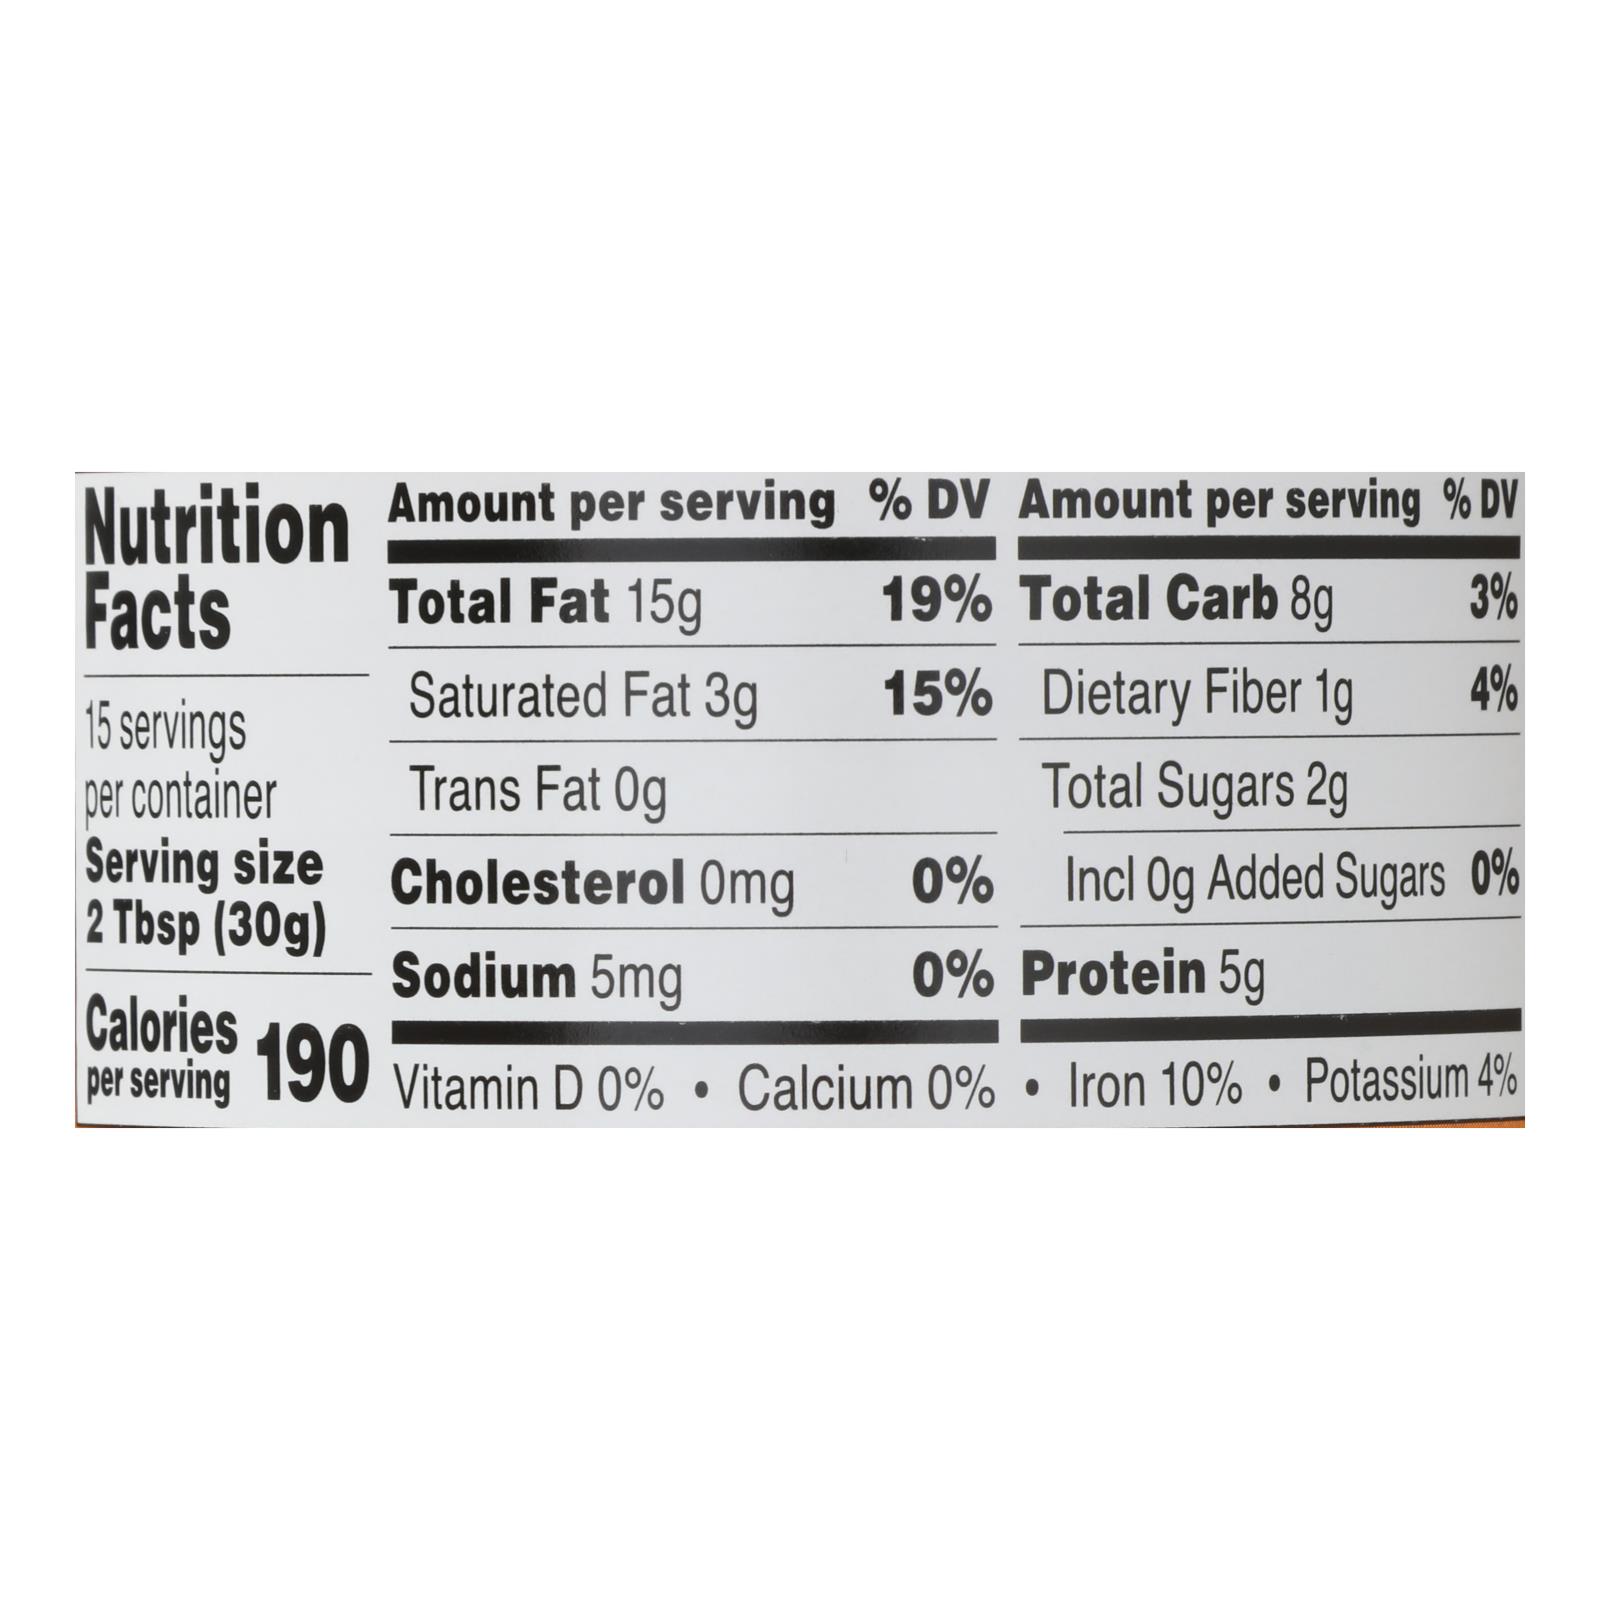 Nutrition
Facts
15 servings
per container
Serving size
2 Tbsp (30g)
Calories
per serving 190
Amount per serving % DV
Total Fat 15g 19%
Saturated Fat 3g 15%
Trans Fat 0g
Cholesterol 0mg 0%
Sodium 5mg 0%
Amount per serving % DV
Total Carb 8g 3%
Dietary Fiber 1g 4%
Total Sugars 2g
Incl 0g Added Sugars 0%
Protein 5g
Vitamin D 0% • Calcium 0% • Iron 10% • Potassium 4%